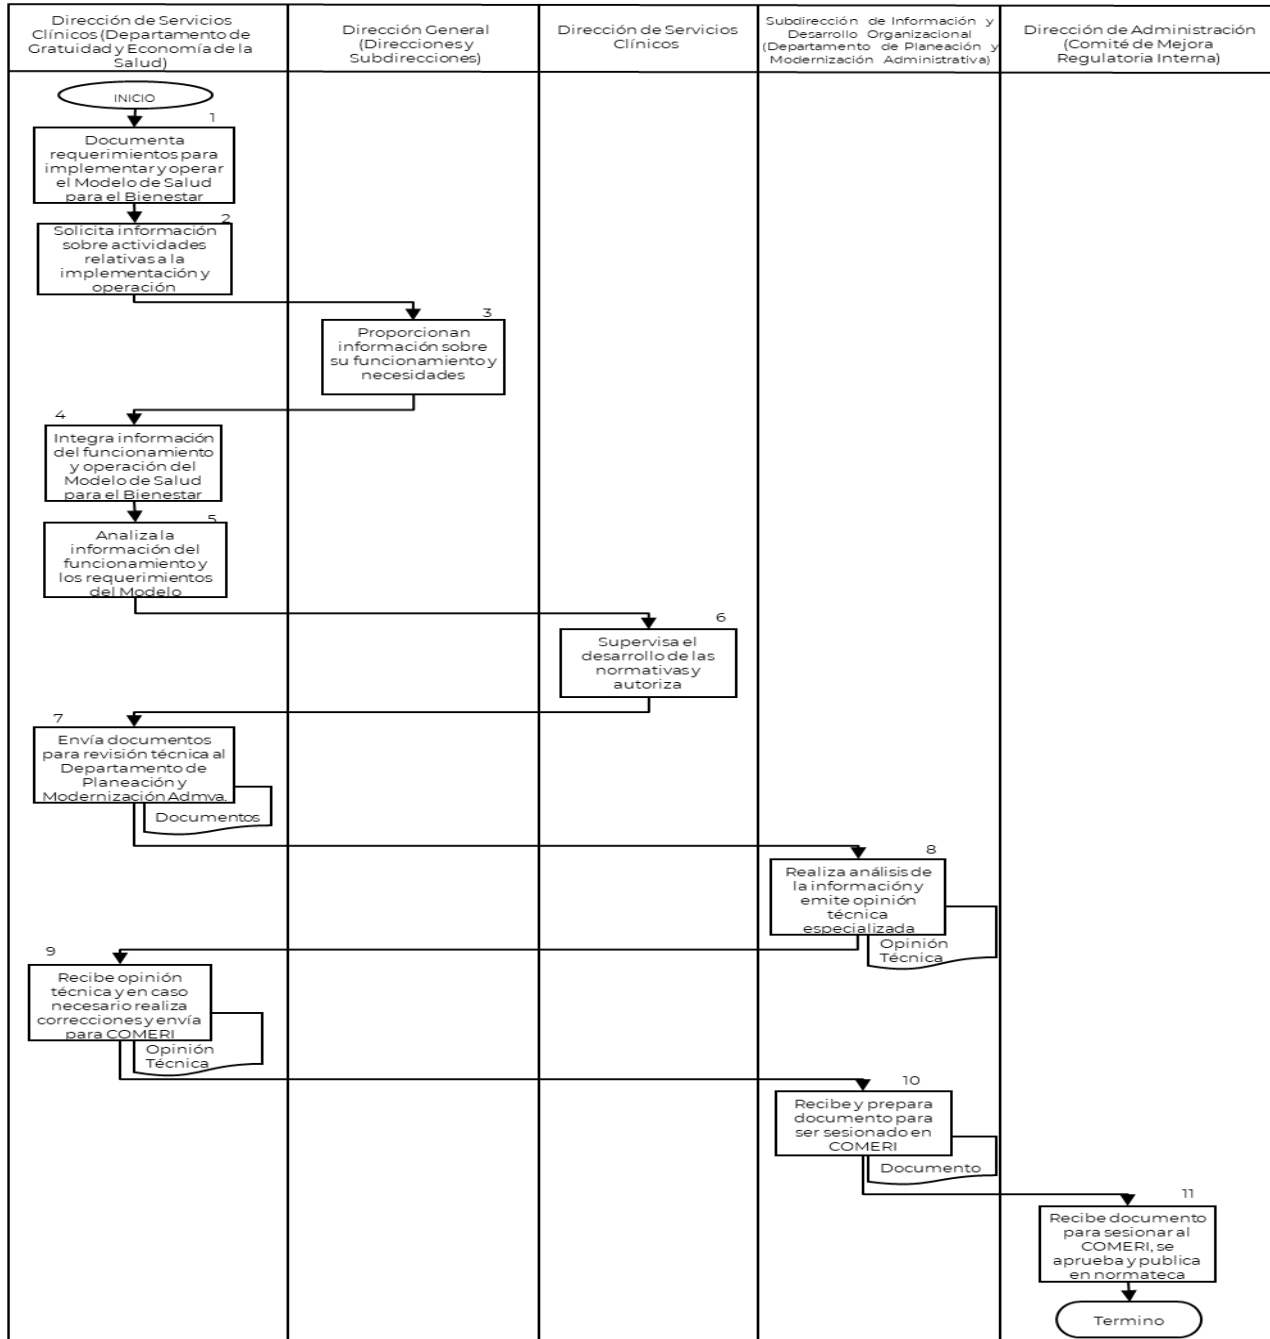 Dirección de Servicios
Clínicos (Departamento de
Gratuidad y Economía de la
Salud)
Dirección General
(Direcciones y
Subdirecciones)
Dirección de Servicios
Clínicos
Subdirección de Información y
Desarrollo Organizacional
(Departamento de Planeación y
Modernización Administrativa)
Dirección de Administración
(Comité de Mejora
Regulatoria Interna)
INICIO
1
Documenta
requerimientos para
implementar y operar
el Modelo de Salud
para el Bienestar
2
Solicita información
sobre actividades
relativas a la
implementación y
operación
3
Proporcionan
información sobre
su funcionamiento y
necesidades
4
Integra información
del funcionamiento
y operación del
Modelo de Salud
para el Bienestar
5
Analiza la
información del
funcionamiento y
los requerimientos
del Modelo
6
Supervisa el
desarrollo de las
normativas y
autoriza
7
Envía documentos
para revisión técnica al
Departamento de
Planeación y
Modernización Admva.
Documentos
8
Realiza análisis de
la información y
emite opinión
técnica
especializada
Opinión
Técnica
9
Recibe opinión
técnica y en caso
necesario realiza
correcciones y envía
para COMERI
Opinión
Técnica
10
Recibe y prepara
documento para
ser sesionado en
COMERI
Documento
11
Recibe documento
para sesionar al
COMERI, se
aprueba y publica
en normateca
Termino